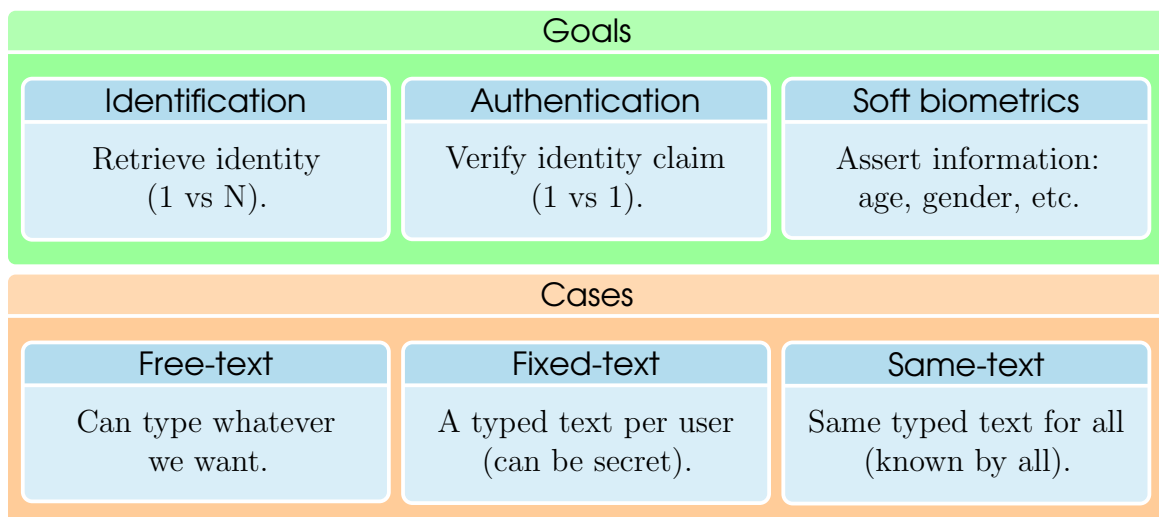 Goals
Identification
Retrieve identity
(1 vs N).
Authentication
Verify identity claim
(1 vs 1).
Soft biometrics
Assert information:
age, gender, etc.
Cases
Free-text
Can type whatever
we want.
Fixed-text
A typed text per user
(can be secret).
Same-text
Same typed text for all
(known by all).